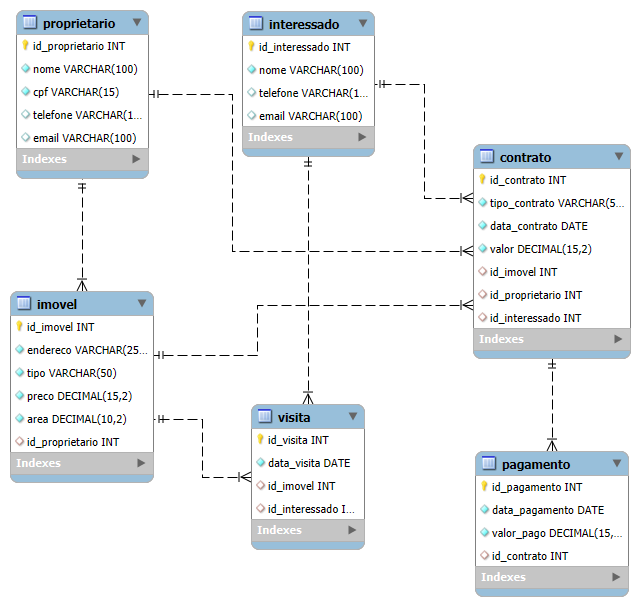 proprietario
id_proprietario INT
nome VARCHAR(100)
cpf VARCHAR(15)
telefone VARCHAR(1...
email VARCHAR(100)
Indexes
interessado
id_interessado INT
nome VARCHAR(100)
telefone VARCHAR(1...
email VARCHAR(100)
Indexes
contrato
id_contrato INT
tipo_contrato VARCHAR(5...
data_contrato DATE
valor DECIMAL(15,2)
id_imovel INT
id_proprietario INT
id_interessado INT
Indexes
imovel
id_imovel INT
endereco VARCHAR(25...
tipo VARCHAR(50)
preco DECIMAL(15,2)
area DECIMAL(10,2)
id_proprietario INT
Indexes
visita
id_visita INT
data_visita DATE
id_imovel INT
id_interessado I...
Indexes
pagamento
id_pagamento INT
data_pagamento DATE
valor_pago DECIMAL(15,...
id_contrato INT
Indexes